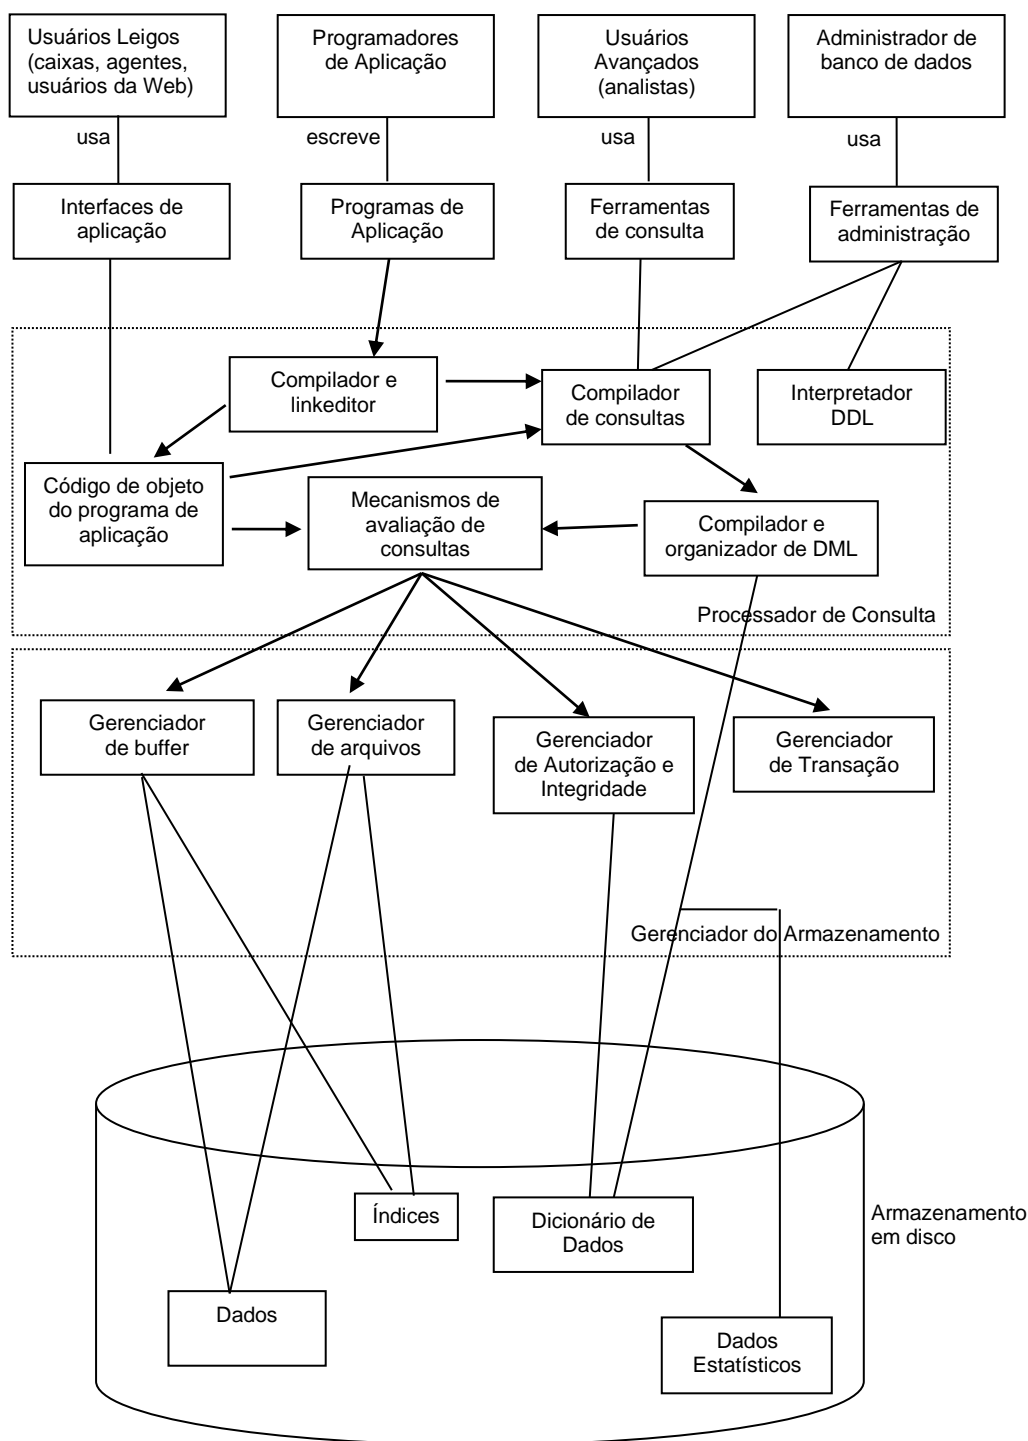 Usuários Leigos
(caixas, agentes,
usuários da Web)
Programadores
de Aplicação
Usuários
Avançados
(analistas)
Administrador de
banco de dados
usa
escreve
usa
usa
Interfaces de
aplicação
Programas de
Aplicação
Ferramentas
de consulta
Ferramentas de
administração
Compilador e
linkeditor
Compilador
de consultas
Interpretador
DDL
Código de objeto
do programa de
aplicação
Mecanismos de
avaliação de
consultas
Compilador e
organizador de DML
Processador de Consulta
Gerenciador
de buffer
Gerenciador
de arquivos
Gerenciador
de Autorização e
Integridade
Gerenciador
de Transação
Gerenciador do Armazenamento
Índices
Dicionário de
Dados
Armazenamento
em disco
Dados
Dados
Estatísticos